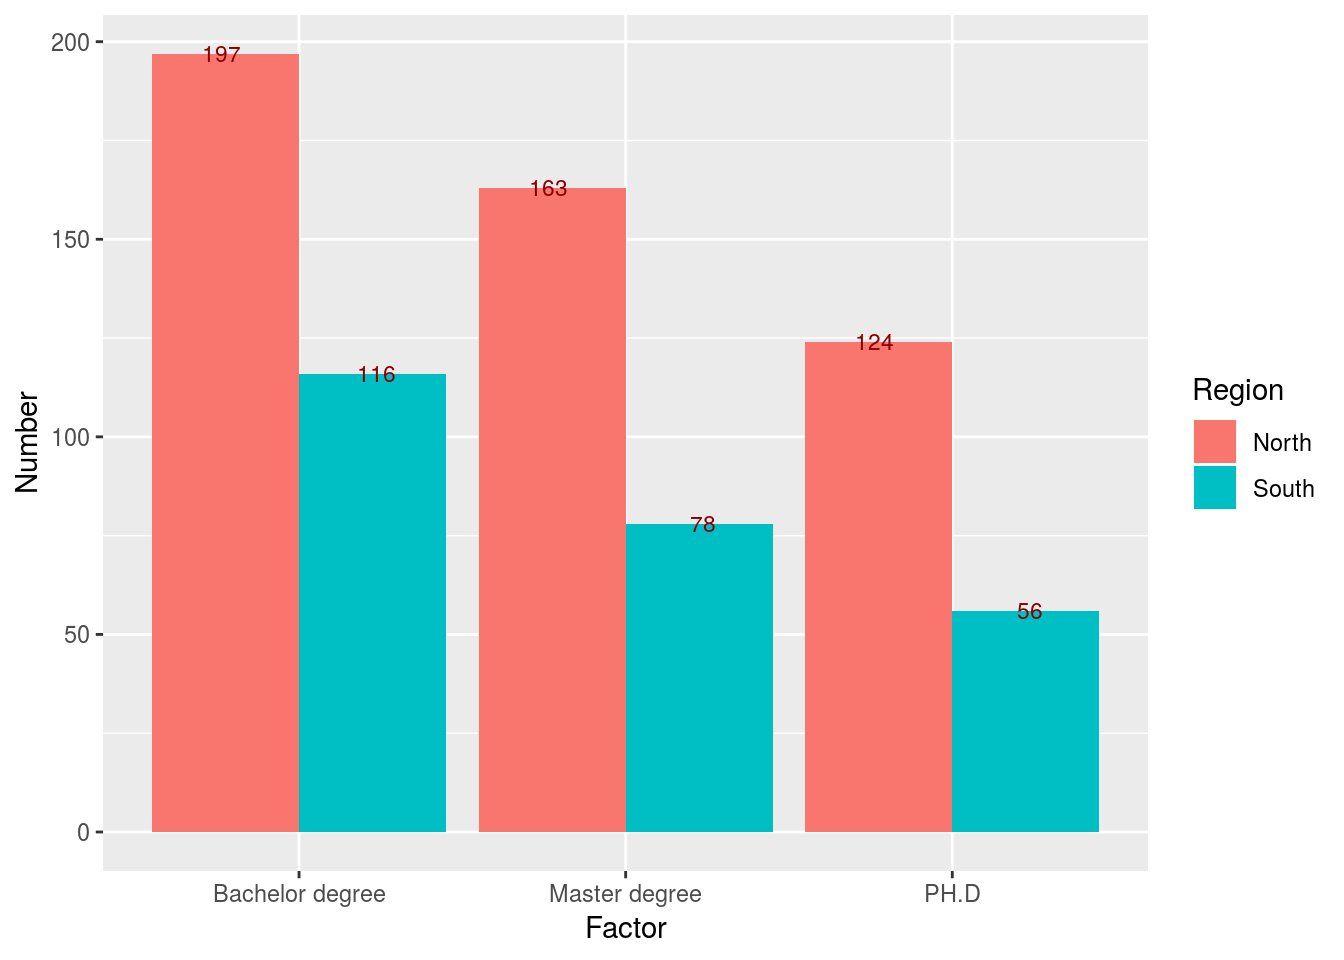 200
150
100
50
0
Number
197
116
163
78
124
56
Bachelor degree
Master degree
PH.D
Factor
Region
North
South